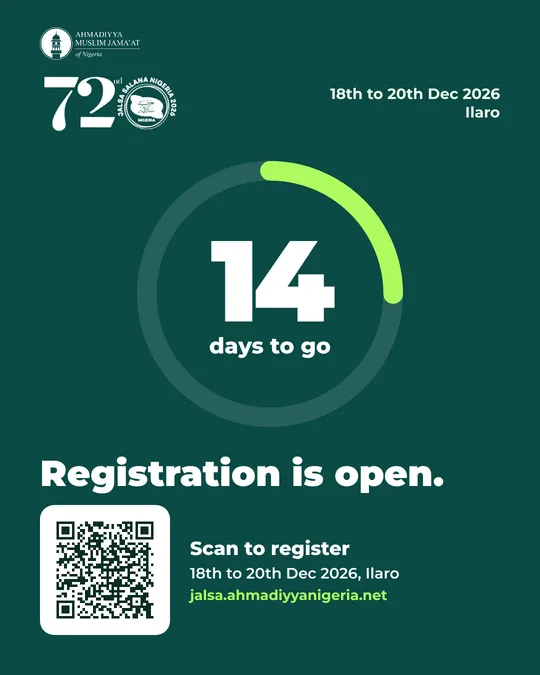 AHMADIYYA
MUSLIM JAMA'AT
of Nigeria
72nd
JALSA SALANA NIGERIA 2026
NIGERIA
18th to 20th Dec 2026
Ilaro
14
days to go
Registration is open.
Scan to register
18th to 20th Dec 2026, Ilaro
jalsa.ahmadiyyanigeria.net